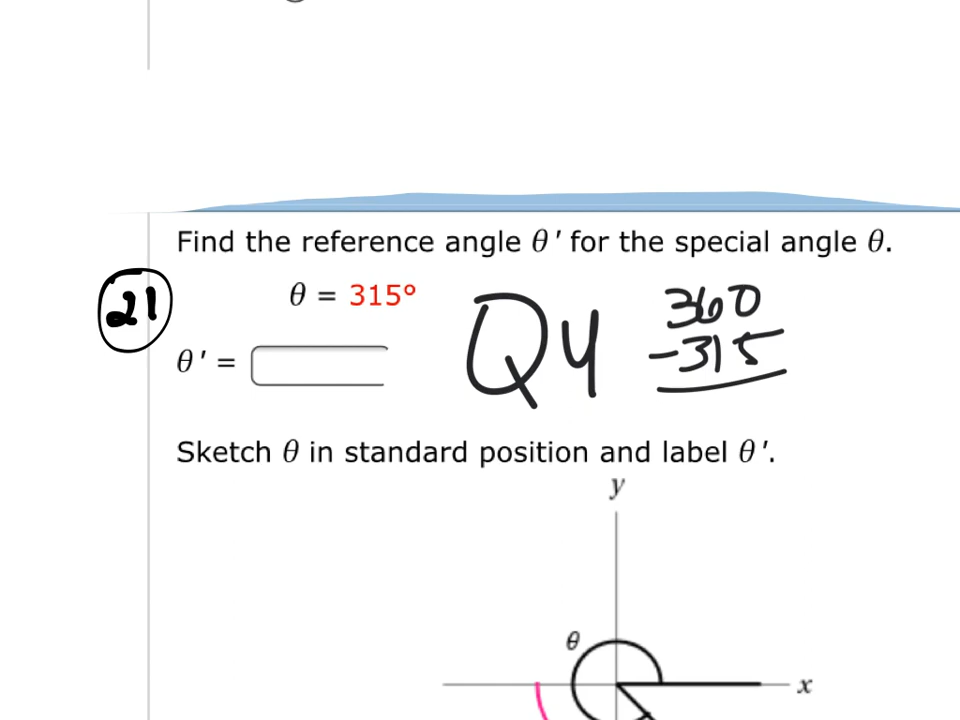 Find the reference angle θ′ for the special angle θ.
21
θ = 315°
Q4
360
−315
θ′ =
Sketch θ in standard position and label θ′.
y
θ
x